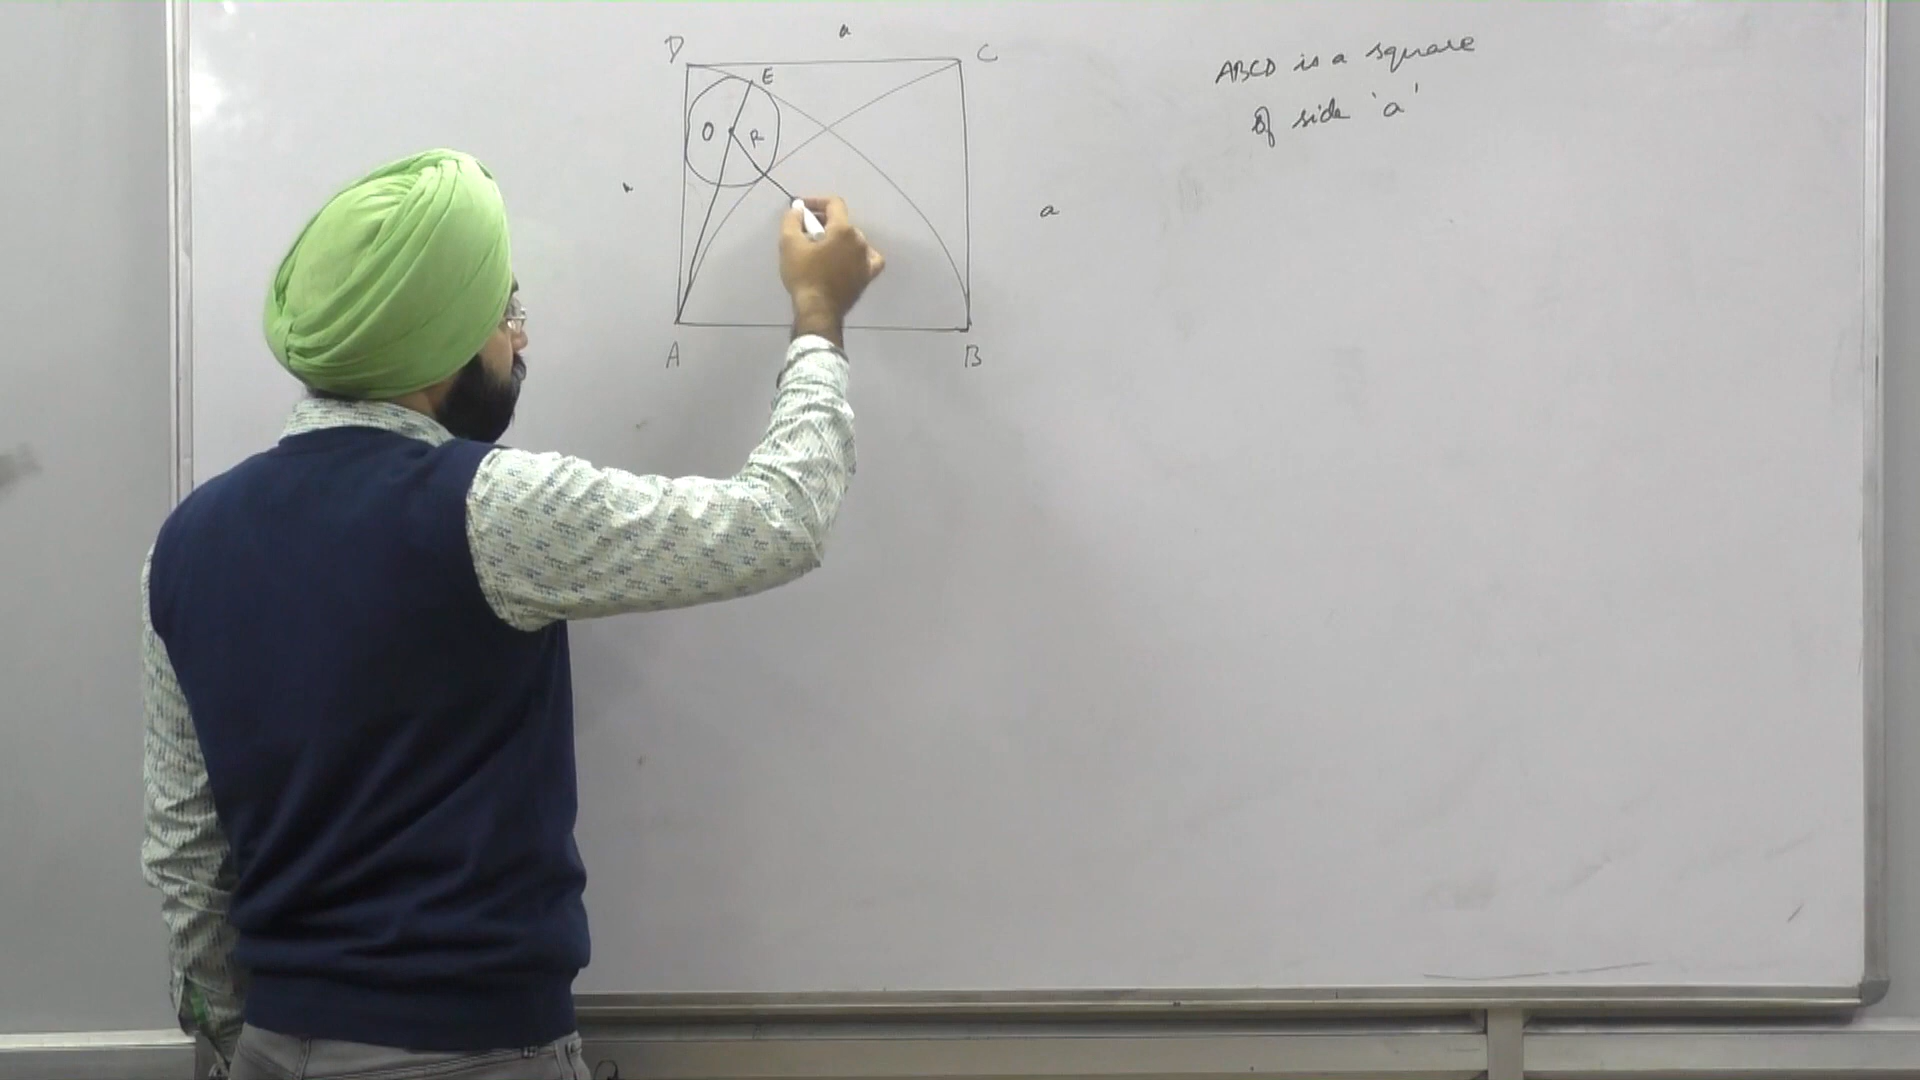 a
D
C
E
O
R
a
A
B
ABCD is a square
of side 'a'